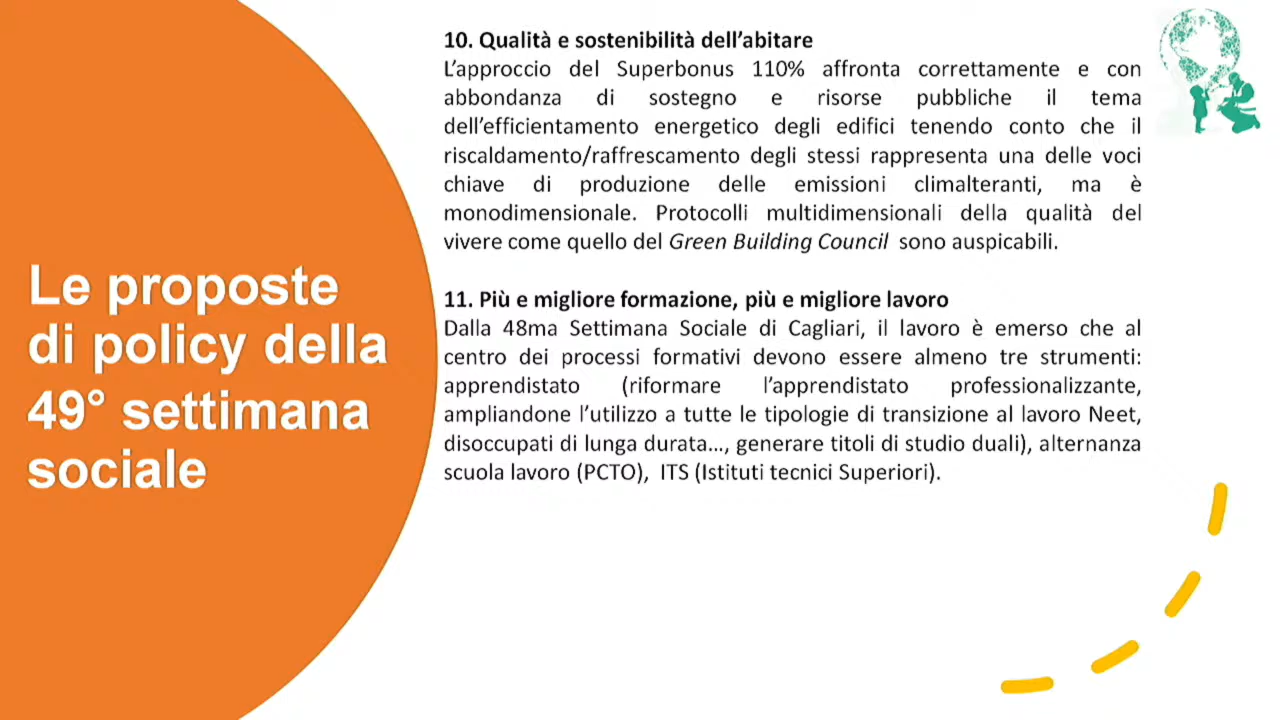 Le proposte
di policy della
49° settimana
sociale
10. Qualità e sostenibilità dell’abitare
L’approccio del Superbonus 110% affronta correttamente e con
abbondanza di sostegno e risorse pubbliche il tema
dell’efficientamento energetico degli edifici tenendo conto che il
riscaldamento/raffrescamento degli stessi rappresenta una delle voci
chiave di produzione delle emissioni climalteranti, ma è
monodimensionale. Protocolli multidimensionali della qualità del
vivere come quello del Green Building Council sono auspicabili.
11. Più e migliore formazione, più e migliore lavoro
Dalla 48ma Settimana Sociale di Cagliari, il lavoro è emerso che al
centro dei processi formativi devono essere almeno tre strumenti:
apprendistato (riformare l’apprendistato professionalizzante,
ampliandone l’utilizzo a tutte le tipologie di transizione al lavoro Neet,
disoccupati di lunga durata…, generare titoli di studio duali), alternanza
scuola lavoro (PCTO), ITS (Istituti tecnici Superiori).